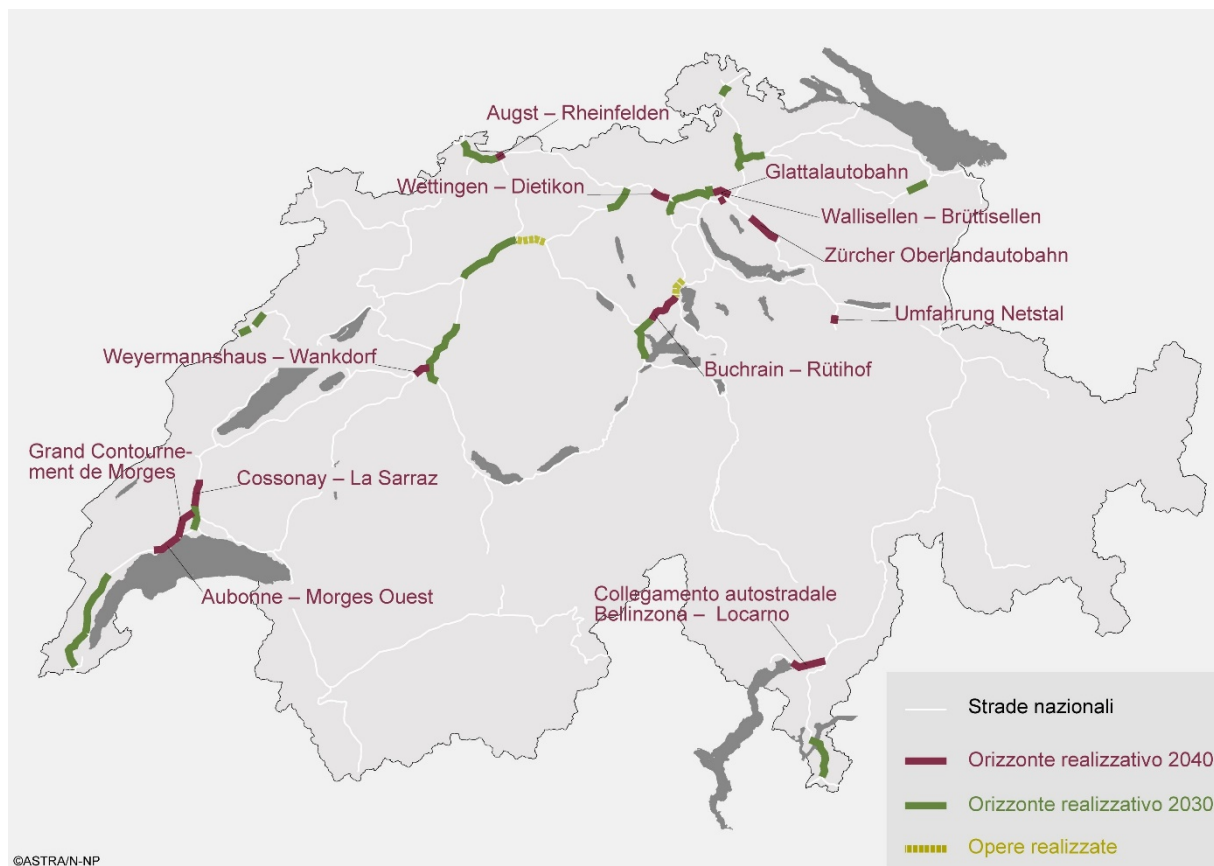 Augst – Rheinfelden
Wettingen – Dietikon
Glattalautobahn
Wallisellen – Brüttisellen
Zürcher Oberlandautobahn
Umfahrung Netstal
Weyermannshaus – Wankdorf
Buchrain – Rütihof
Grand Contourne-
ment de Morges
Cossonay – La Sarraz
Aubonne – Morges Ouest
Collegamento autostradale
Bellinzona – Locarno
Strade nazionali
Orizzonte realizzativo 2040
Orizzonte realizzativo 2030
Opere realizzate
©ASTRA/N-NP